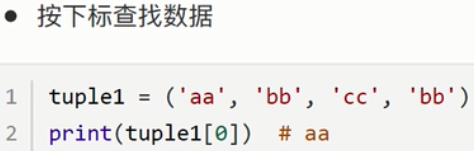 ● 按下标查找数据
1 tuple1 = ('aa', 'bb', 'cc', 'bb')
2 print(tuple1[0])  # aa